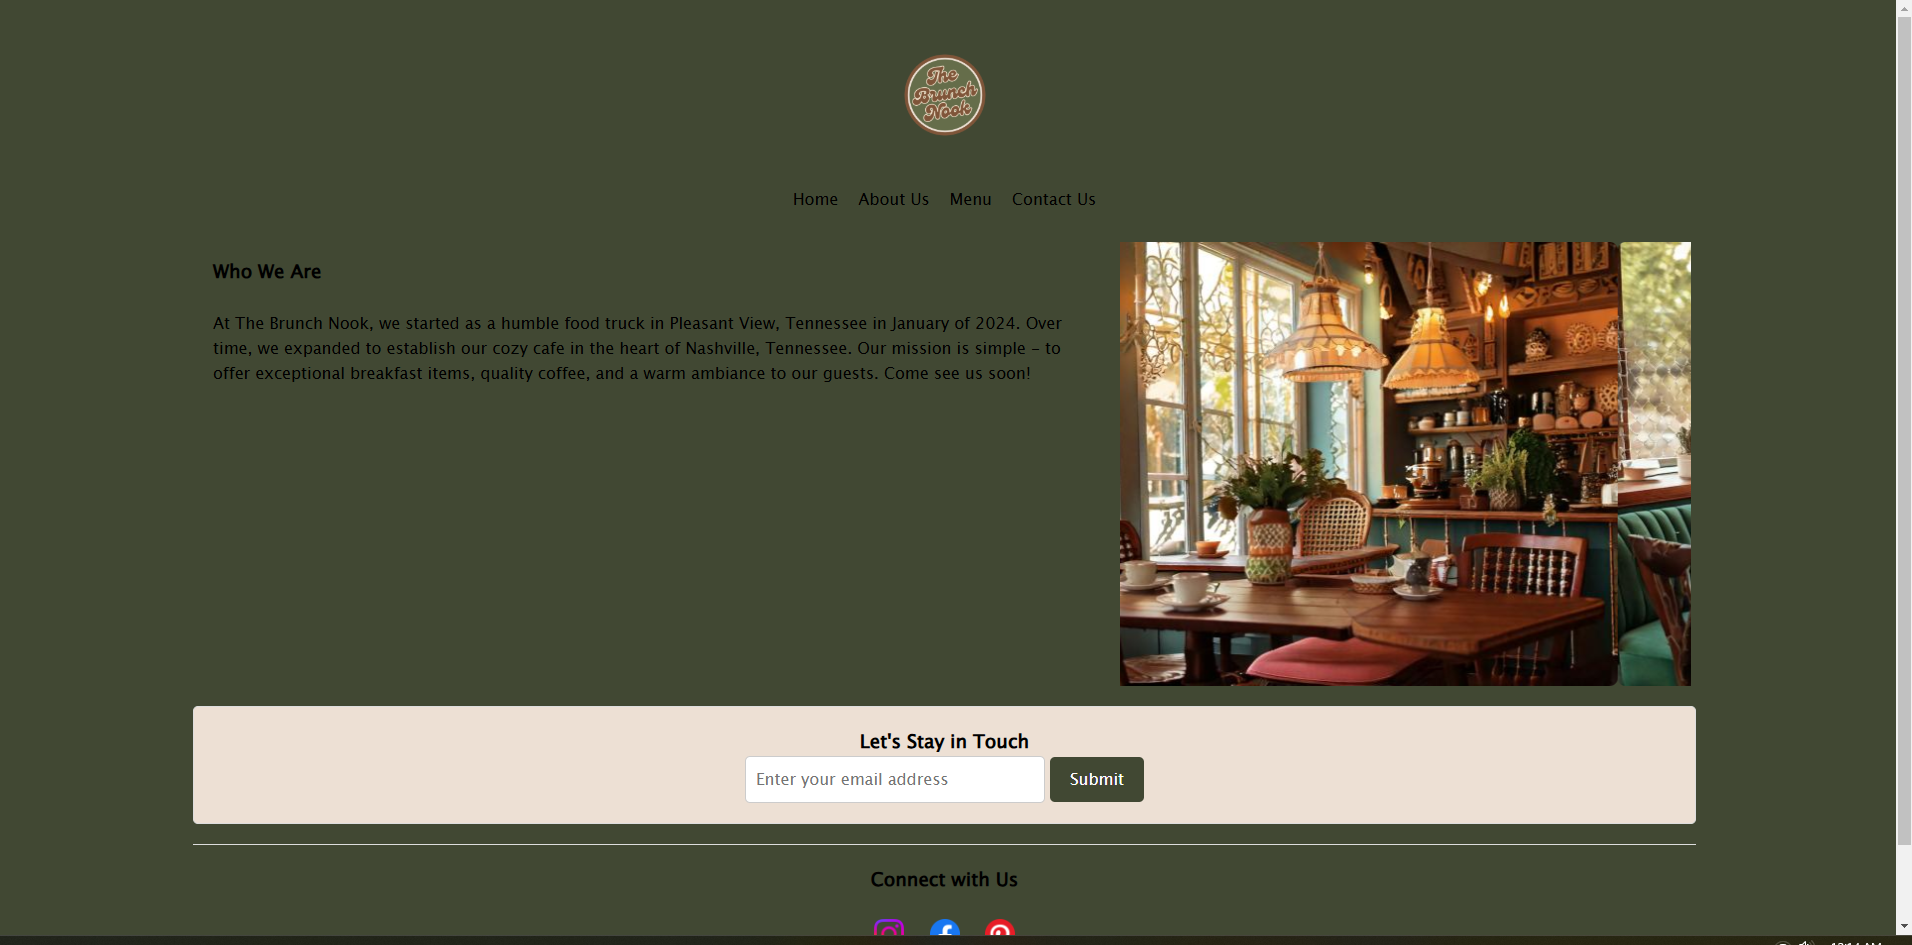 The
Brunch
Nook
Home About Us Menu Contact Us
Who We Are
At The Brunch Nook, we started as a humble food truck in Pleasant View, Tennessee in January of 2024. Over
time, we expanded to establish our cozy cafe in the heart of Nashville, Tennessee. Our mission is simple – to
offer exceptional breakfast items, quality coffee, and a warm ambiance to our guests. Come see us soon!
Let's Stay in Touch
Enter your email address Submit
Connect with Us